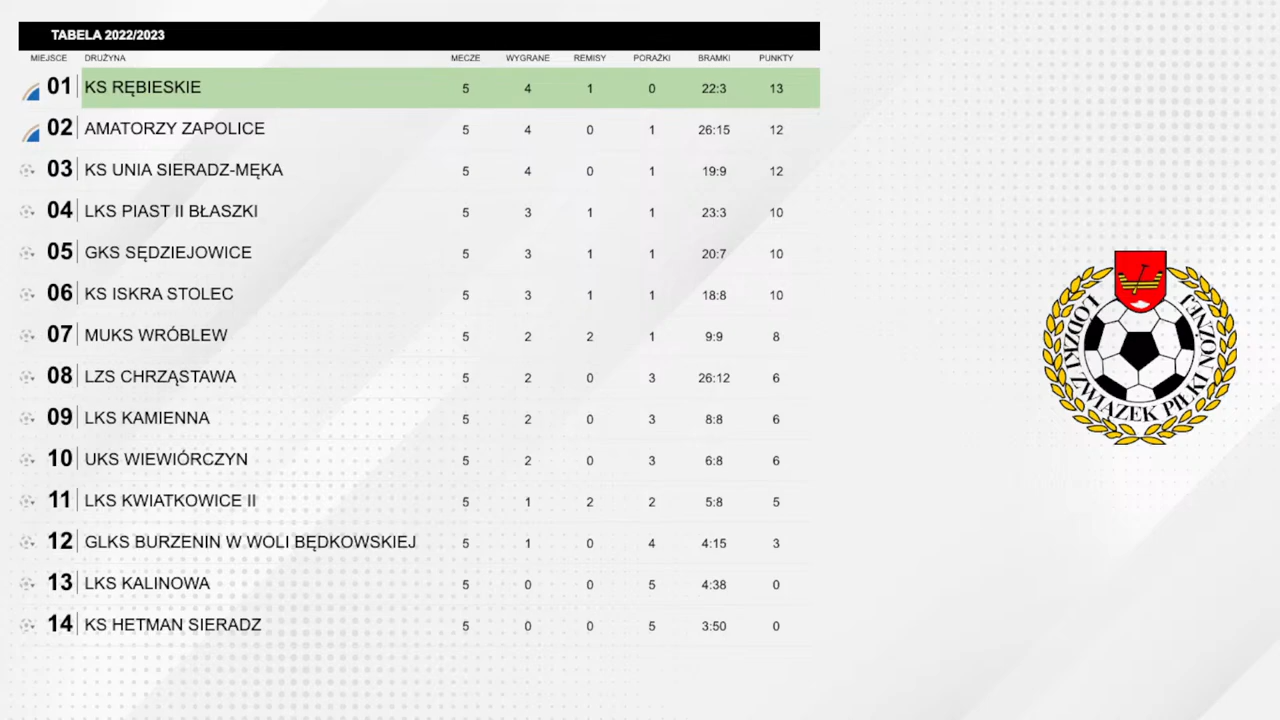 TABELA 2022/2023
MIEJSCE DRUŻYNA MECZE WYGRANE REMISY PORAŻKI BRAMKI PUNKTY
01 KS RĘBIESKIE 5 4 1 0 22:3 13
02 AMATORZY ZAPOLICE 5 4 0 1 26:15 12
03 KS UNIA SIERADZ-MĘKA 5 4 0 1 19:9 12
04 LKS PIAST II BŁASZKI 5 3 1 1 23:3 10
05 GKS SĘDZIEJOWICE 5 3 1 1 20:7 10
06 KS ISKRA STOLEC 5 3 1 1 18:8 10
07 MUKS WRÓBLEW 5 2 2 1 9:9 8
08 LZS CHRZĄSTAWA 5 2 0 3 26:12 6
09 LKS KAMIENNA 5 2 0 3 8:8 6
10 UKS WIEWIÓRCZYN 5 2 0 3 6:8 6
11 LKS KWIATKOWICE II 5 1 2 2 5:8 5
12 GLKS BURZENIN W WOLI BĘDKOWSKIEJ 5 1 0 4 4:15 3
13 LKS KALINOWA 5 0 0 5 4:38 0
14 KS HETMAN SIERADZ 5 0 0 5 3:50 0
ŁÓDZKI ZWIĄZEK PIŁKI NOŻNEJ